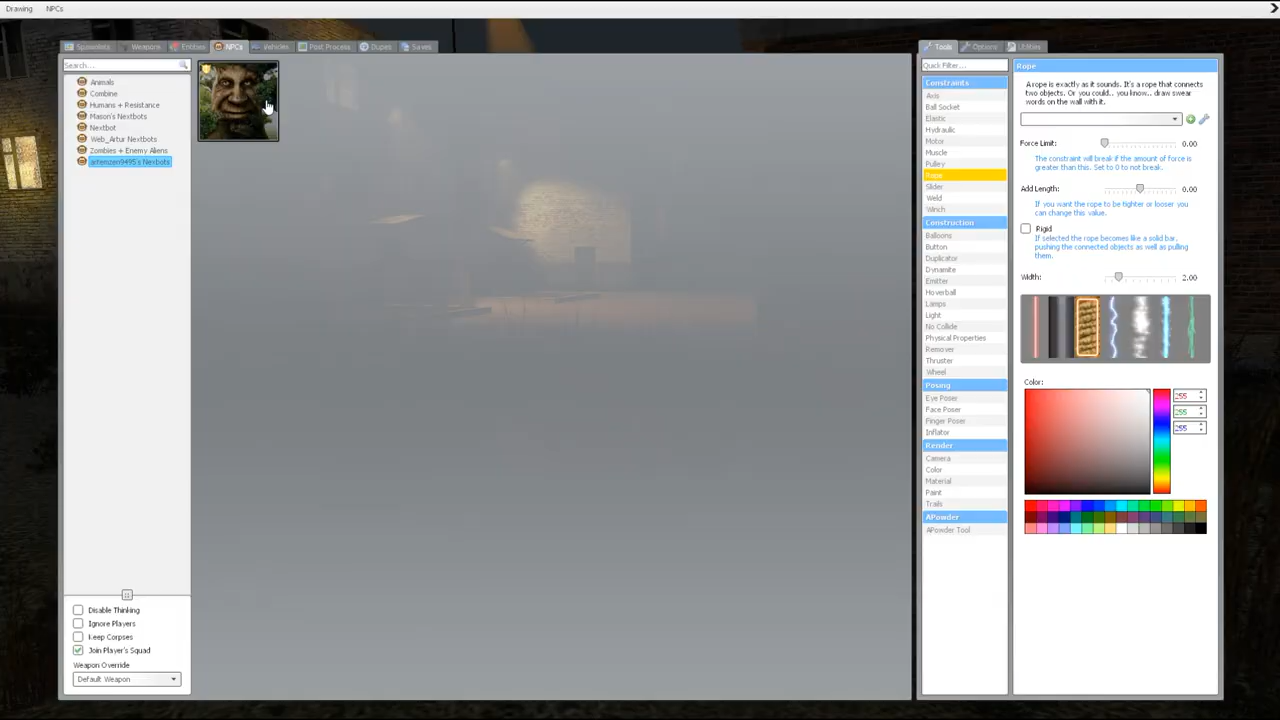 Drawing NPCs
Spawnlists Weapons Entities NPCs Vehicles Post Process Dupes Saves
Search...
Animals
Combine
Humans + Resistance
Mason's Nextbots
Nextbot
Web_Artur Nextbots
Zombies + Enemy Aliens
artemzen9495's Nexbots
Disable Thinking
Ignore Players
Keep Corpses
Join Player's Squad
Weapon Override
Default Weapon
Tools Options Utilities
Quick Filter...
Constraints
Axis
Ball Socket
Elastic
Hydraulic
Motor
Muscle
Pulley
Rope
Slider
Weld
Winch
Construction
Balloons
Button
Duplicator
Dynamite
Emitter
Hoverball
Lamps
Light
No Collide
Physical Properties
Remover
Thruster
Wheel
Posing
Eye Poser
Face Poser
Finger Poser
Inflator
Render
Camera
Color
Material
Paint
Trails
APowder
APowder Tool
Rope
A rope is exactly as it sounds. It's a rope that connects
two objects. Or you could.. you know.. draw swear
words on the wall with it.
Force Limit: 0.00
The constraint will break if the amount of force is
greater than this. Set to 0 to not break.
Add Length: 0.00
If you want the rope to be tighter or looser you
can change this value.
Rigid
If selected the rope becomes like a solid bar,
pushing the connected objects as well as pulling
them.
Width: 2.00
Color:
255
255
255